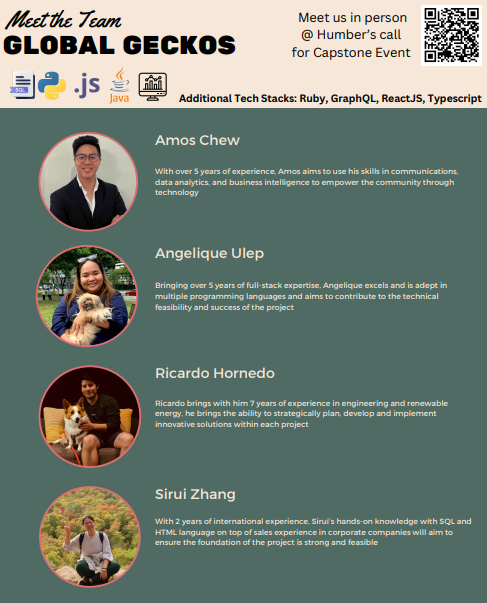 Meet the Team
GLOBAL GECKOS
Meet us in person
@ Humber's call
for Capstone Event
SQL
.js
Java
Additional Tech Stacks: Ruby, GraphQL, ReactJS, Typescript
Amos Chew
With over 5 years of experience, Amos aims to use his skills in communications,
data analytics, and business intelligence to empower the community through
technology
Angelique Ulep
Bringing over 5 years of full-stack expertise, Angelique excels and is adept in
multiple programming languages and aims to contribute to the technical
feasibility and success of the project
Ricardo Hornedo
Ricardo brings with him 7 years of experience in engineering and renewable
energy, he brings the ability to strategically plan, develop and implement
innovative solutions within each project
Sirui Zhang
With 2 years of international experience, Sirui's hands-on knowledge with SQL and
HTML language on top of sales experience in corporate companies will aim to
ensure the foundation of the project is strong and feasible